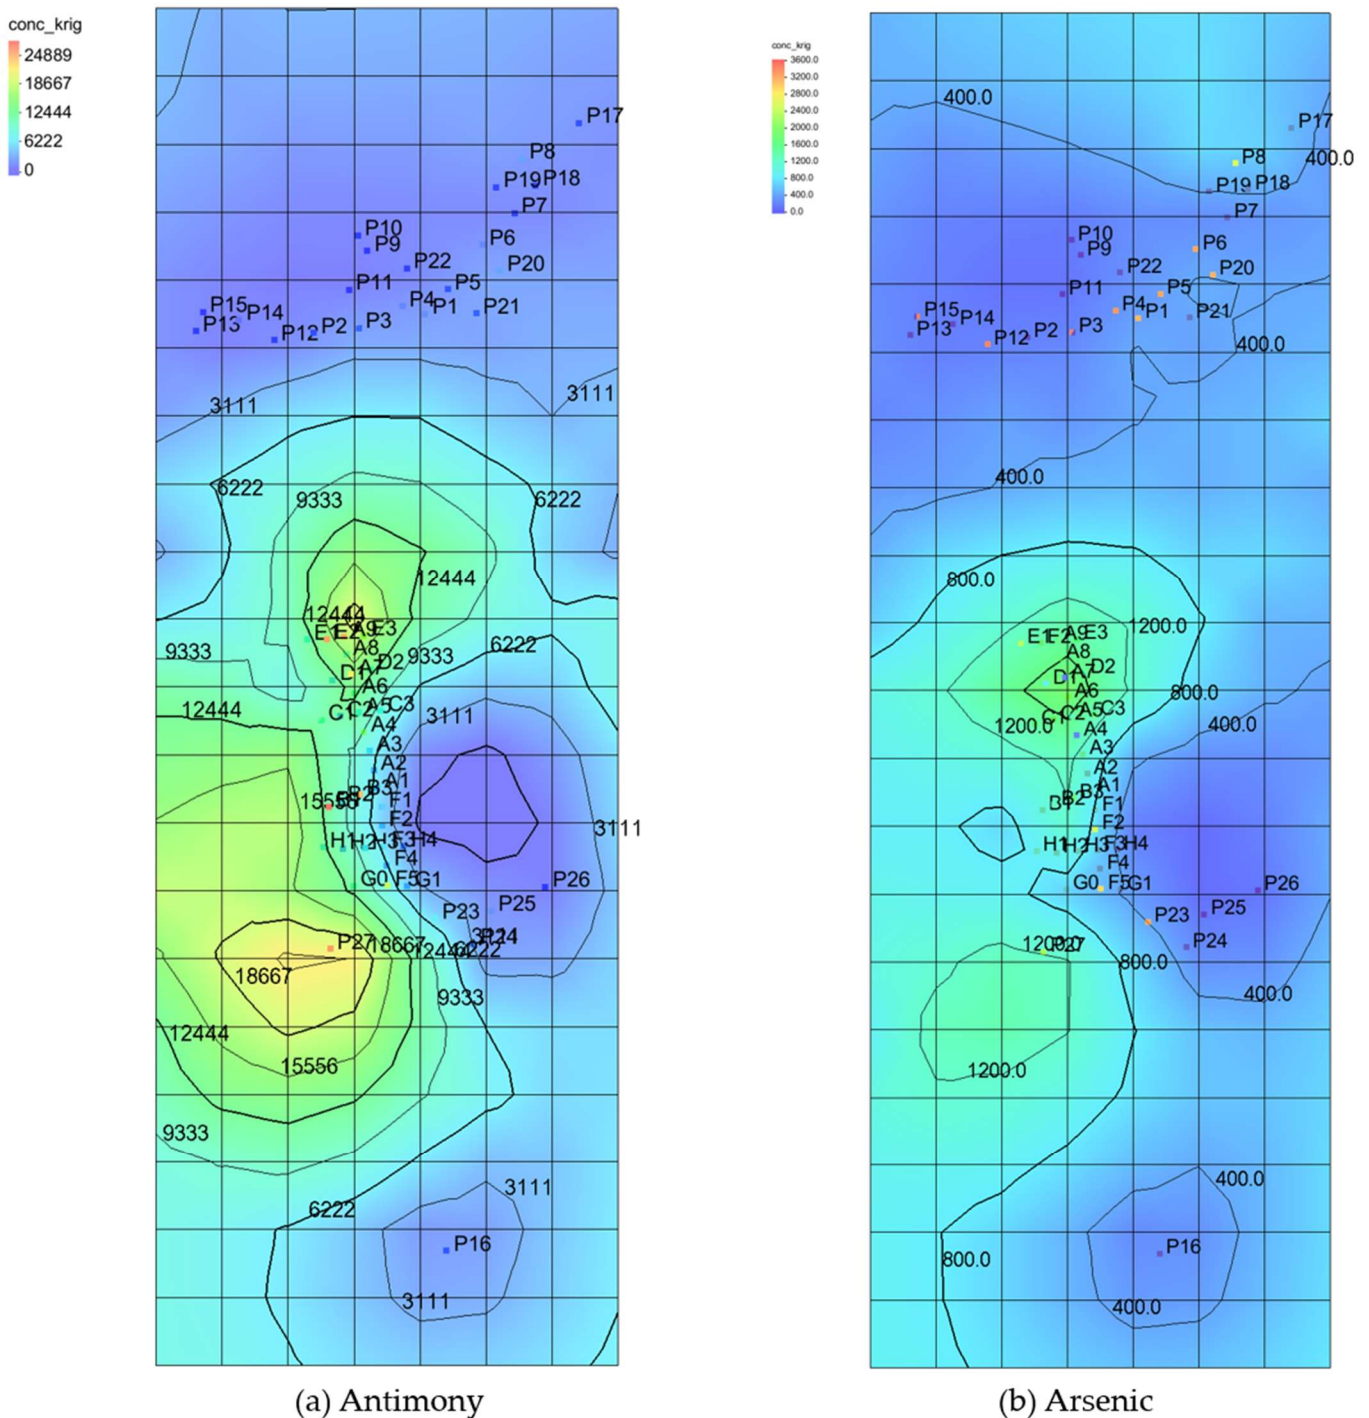 conc_krig
24889
18667
12444
6222
0
P17
P8
P19 P18
P7
P10
P9
P6
P22
P20
P11
P5
P15
P14
P4 P1
P21
P13
P12 P2
P3
3111
3111
6222
9333
6222
12444
12444
E1 E2 A9 E3
A8
9333
D2
9333
6222
D1 A7
A6
12444
C1 C2 A5 C3
3111
A4
A3
A2
A1
B3
15556
B2
F1
F2
3111
H1 H2 H3 F3 H4
F4
G0 F5 G1
P26
P25
P23
P27 18667
12444
6222
3111
18667
9333
12444
15556
9333
3111
6222
P16
3111
(a) Antimony
conc_krig
3600.0
3200.0
2800.0
2400.0
2000.0
1600.0
1200.0
800.0
400.0
0.0
400.0
P17
P8
400.0
P19 P18
P7
P10
P9
P6
P22
P20
P11
P5
P15
P14
P4
P1
P21
P13
P12
P2
P3
400.0
400.0
800.0
1200.0
E1 E2 A9 E3
A8
D2
D1 A7
A6
800.0
C2 A5 C3
1200.0
A4
400.0
A3
A2
A1
B3
B1 B2
F1
F2
H1 H2 H3 F3 H4
F4
G0 F5 G1
P26
P25
P23
1200.0
P27
P24
800.0
400.0
1200.0
400.0
P16
800.0
400.0
(b) Arsenic